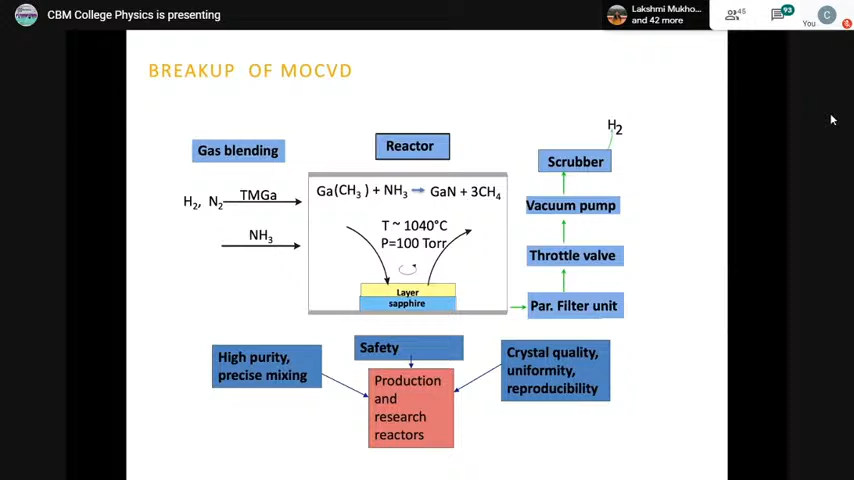 CBM College Physics is presenting
Lakshmi Mukho...
and 42 more
45
93
You
C
BREAKUP OF MOCVD
Gas blending
Reactor
H2
Scrubber
H2, N2
TMGa
Ga(CH3) + NH3 → GaN + 3CH4
Vacuum pump
T ~ 1040°C
P=100 Torr
NH3
Throttle valve
Layer
sapphire
Par. Filter unit
Safety
High purity,
precise mixing
Crystal quality,
uniformity,
reproducibility
Production
and
research
reactors